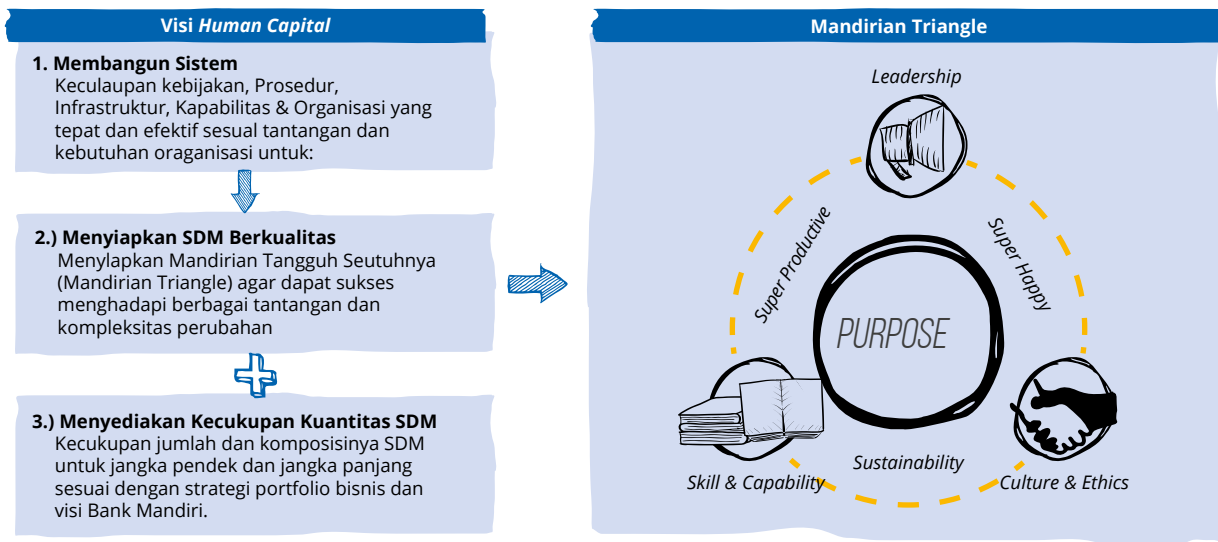 Visi Human Capital
1. Membangun Sistem
Keculaupan kebijakan, Prosedur,
Infrastruktur, Kapabilitas & Organisasi yang
tepat dan efektif sesual tantangan dan
kebutuhan oraganisasi untuk:
2.) Menyiapkan SDM Berkualitas
Menylapkan Mandirian Tangguh Seutuhnya
(Mandirian Triangle) agar dapat sukses
menghadapi berbagai tantangan dan
kompleksitas perubahan
3.) Menyediakan Kecukupan Kuantitas SDM
Kecukupan jumlah dan komposisinya SDM
untuk jangka pendek dan jangka panjang
sesuai dengan strategi portfolio bisnis dan
visi Bank Mandiri.
Mandirian Triangle
Leadership
Super Productive
Super Happy
PURPOSE
Sustainability
Skill & Capability
Culture & Ethics